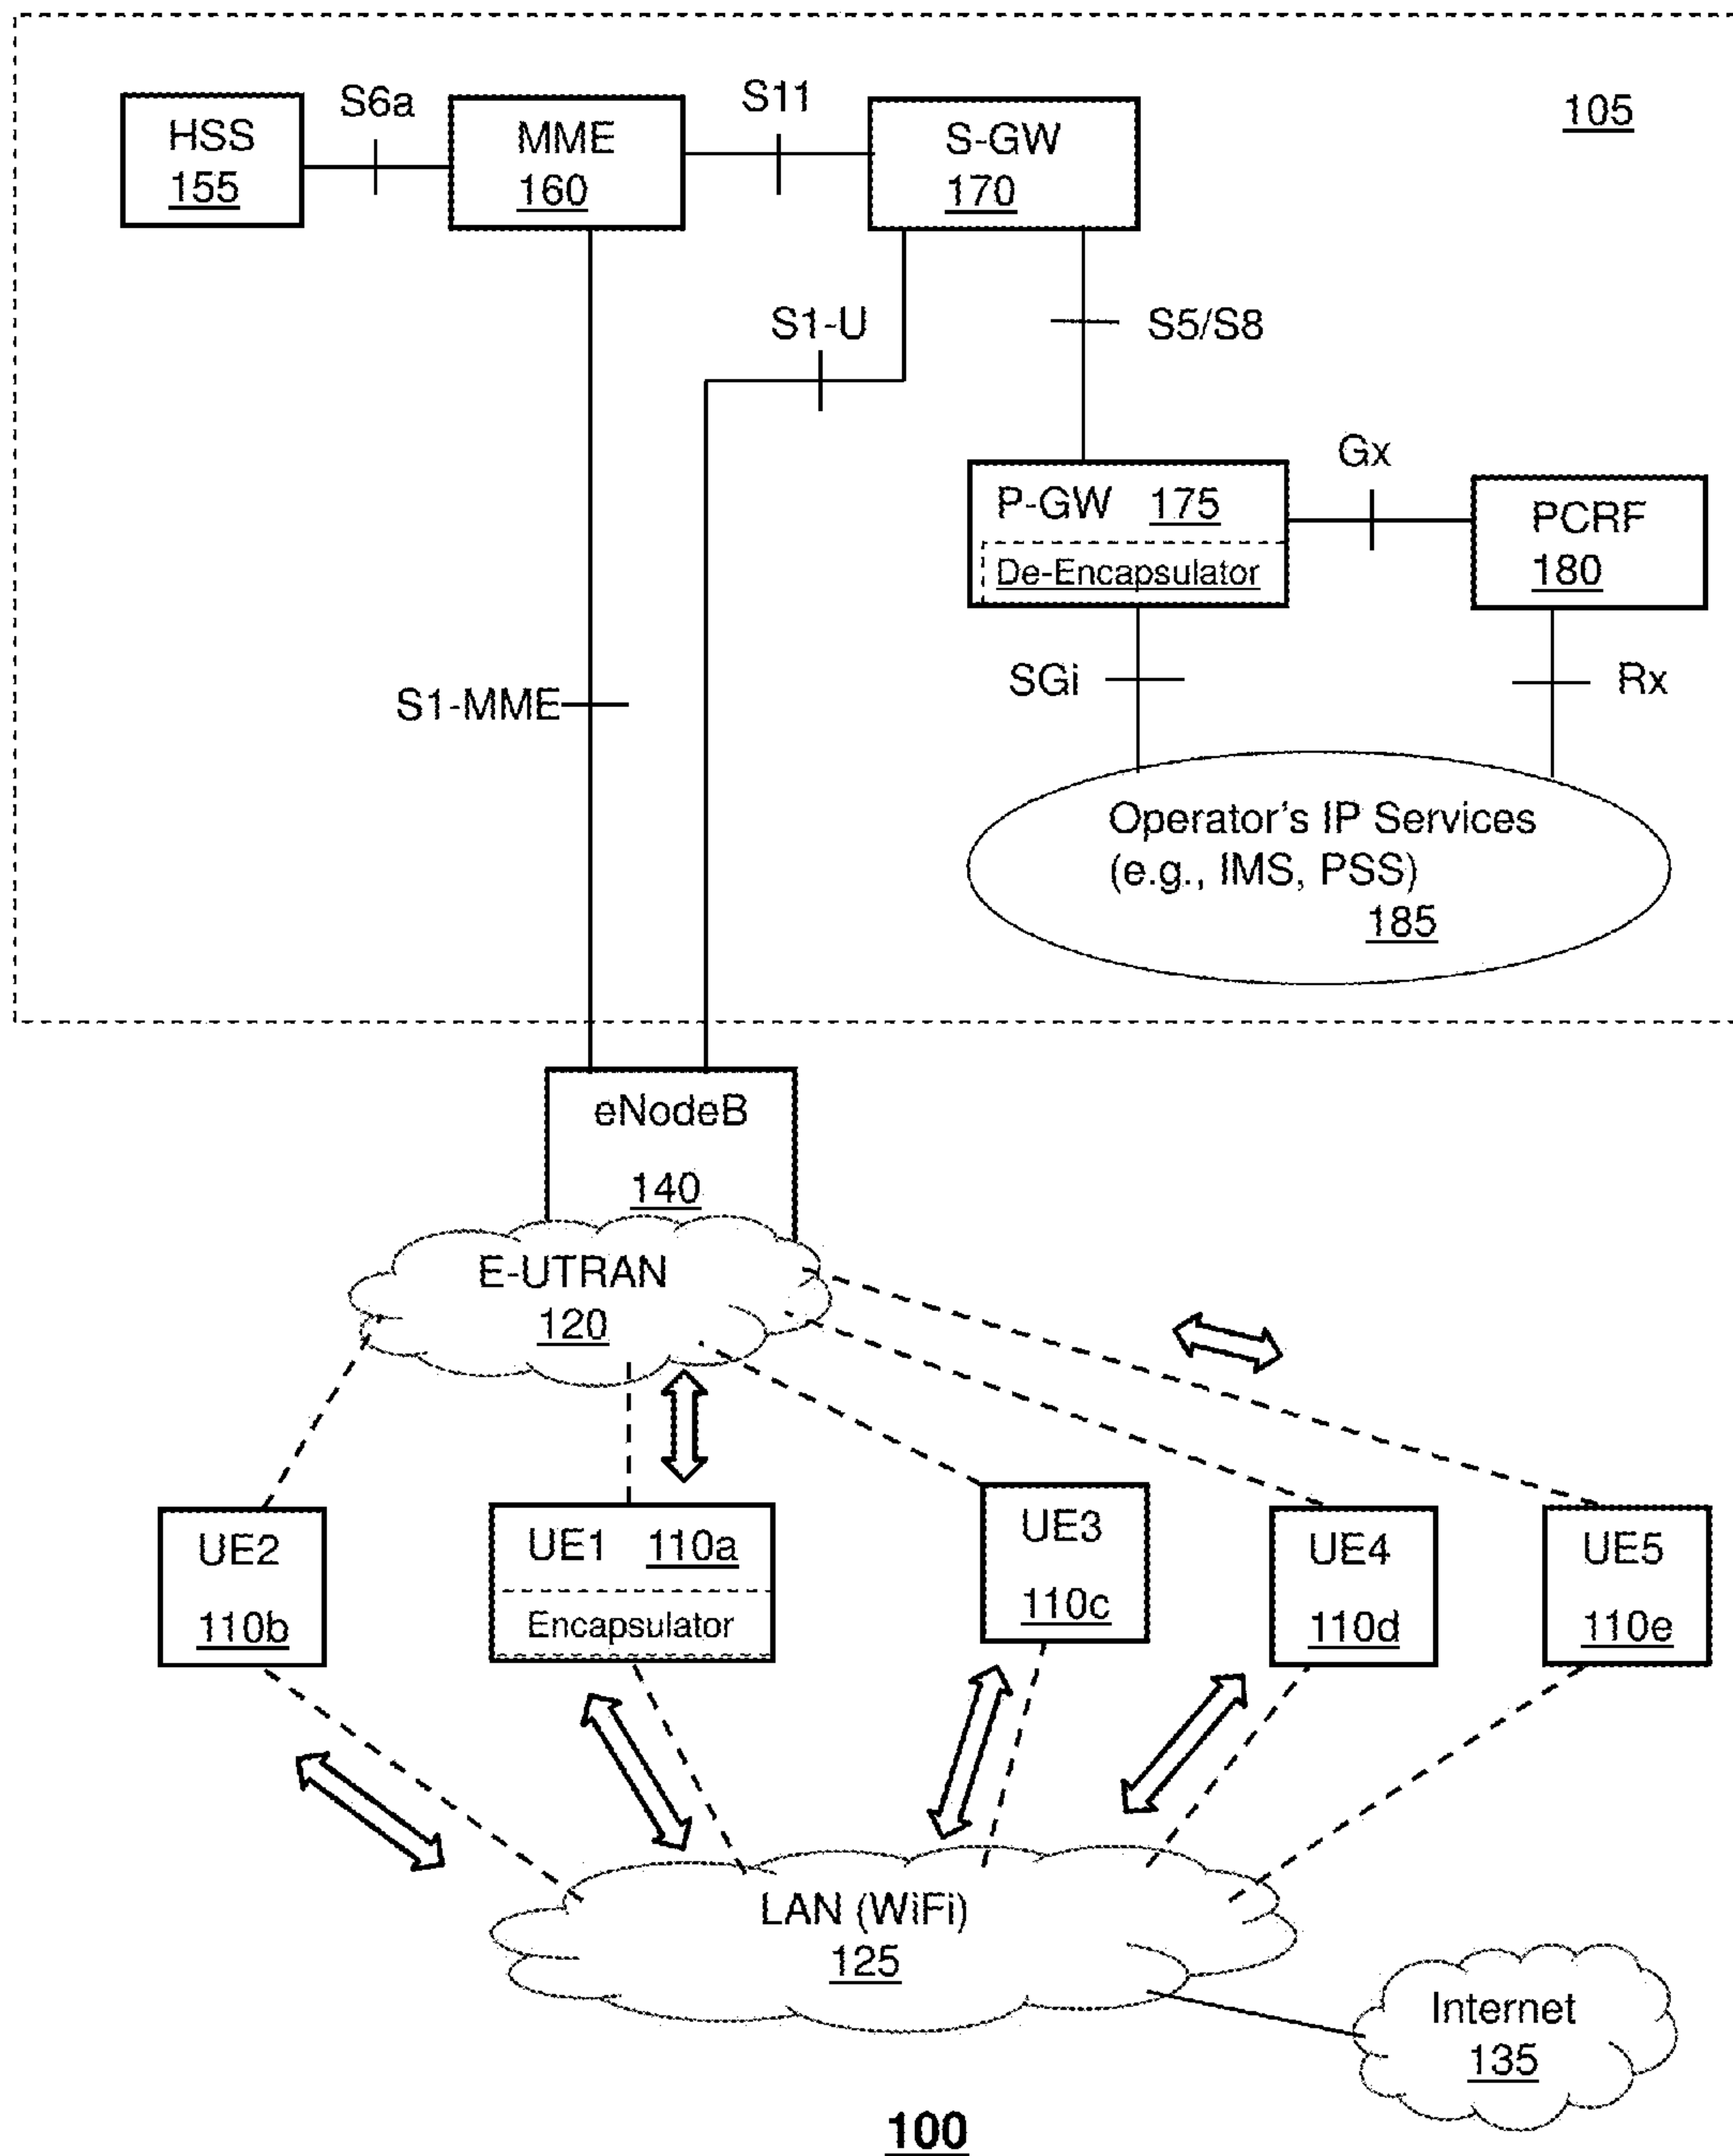 105
S6a
S11
HSS
155
MME
160
S-GW
170
S1-U
S5/S8
Gx
P-GW 175
De-Encapsulator
PCRF
180
S1-MME
SGi
Rx
Operator's IP Services
(e.g., IMS, PSS)
185
eNodeB
140
E-UTRAN
120
UE2
110b
UE1 110a
Encapsulator
UE3
110c
UE4
110d
UE5
110e
LAN (WiFi)
125
Internet
135
100